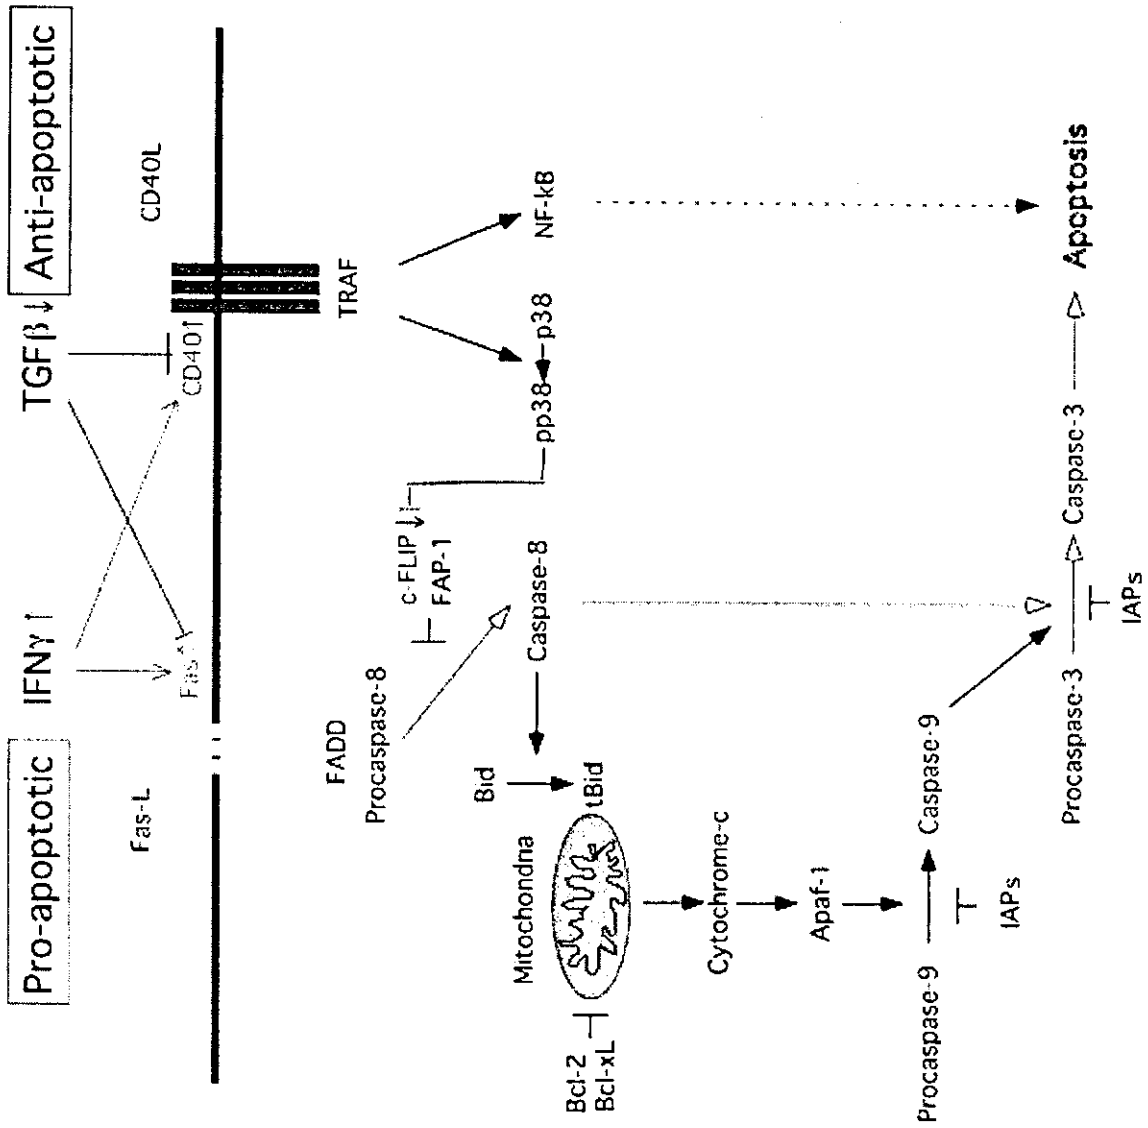 Pro-apoptotic
IFNγ↑
TGFβ↓
Anti-apoptotic
Fas-L
Fas↑
CD40↑
CD40L
FADD
Procaspase-8
c-FLIP↓
FAP-1
TRAF
Bid
tBid
Caspase-8
pp38
p38
NF-kB
Mitochondna
Bcl-2
Bcl-xL
Cytochrome-c
Apaf-1
Procaspase-9
Caspase-9
IAPs
Procaspase-3
Caspase-3
Apoptosis
IAPs